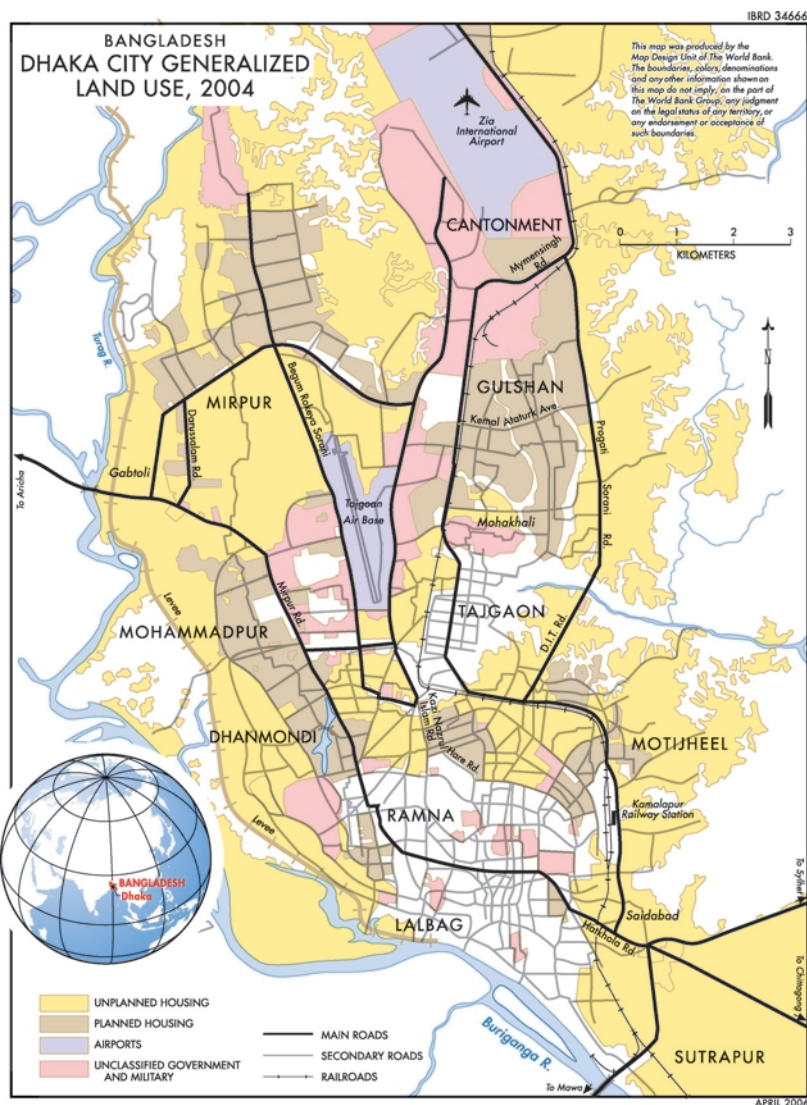 IBRD 34666
BANGLADESH
DHAKA CITY GENERALIZED
LAND USE, 2004
This map was produced by the
Map Design Unit of The World Bank.
The boundaries, colors, denominations
and any other information shown on
this map do not imply, on the part of
The World Bank Group, any judgment
on the legal status of any territory, or
any endorsement or acceptance of
such boundaries.
Zia
International
Airport
CANTONMENT
Mymensingh
Rd.
0 1 2 3
KILOMETERS
N
Turag R.
GULSHAN
Kemal Ataturk Ave
MIRPUR
Begum Rokeya Sarani
Darussalam Rd.
Progati
Sarani
Rd.
Gabtoli
To Aricha
Tajgoan
Air Base
Mohakhali
Mirpur Rd.
Levee
TAJGAON
D.I.T. Rd.
MOHAMMADPUR
DHANMONDI
Kazi Nazrul
Islam Rd.
Hare Rd.
MOTIJHEEL
RAMNA
Kamalapur
Railway Station
Levee
BANGLADESH
Dhaka
To Sylhet
LALBAG
Saidabad
Hatkhola Rd.
To Chittagong
UNPLANNED HOUSING
PLANNED HOUSING
AIRPORTS
UNCLASSIFIED GOVERNMENT
AND MILITARY
MAIN ROADS
SECONDARY ROADS
RAILROADS
Buriganga R.
SUTRAPUR
To Mawa
APRIL 2006